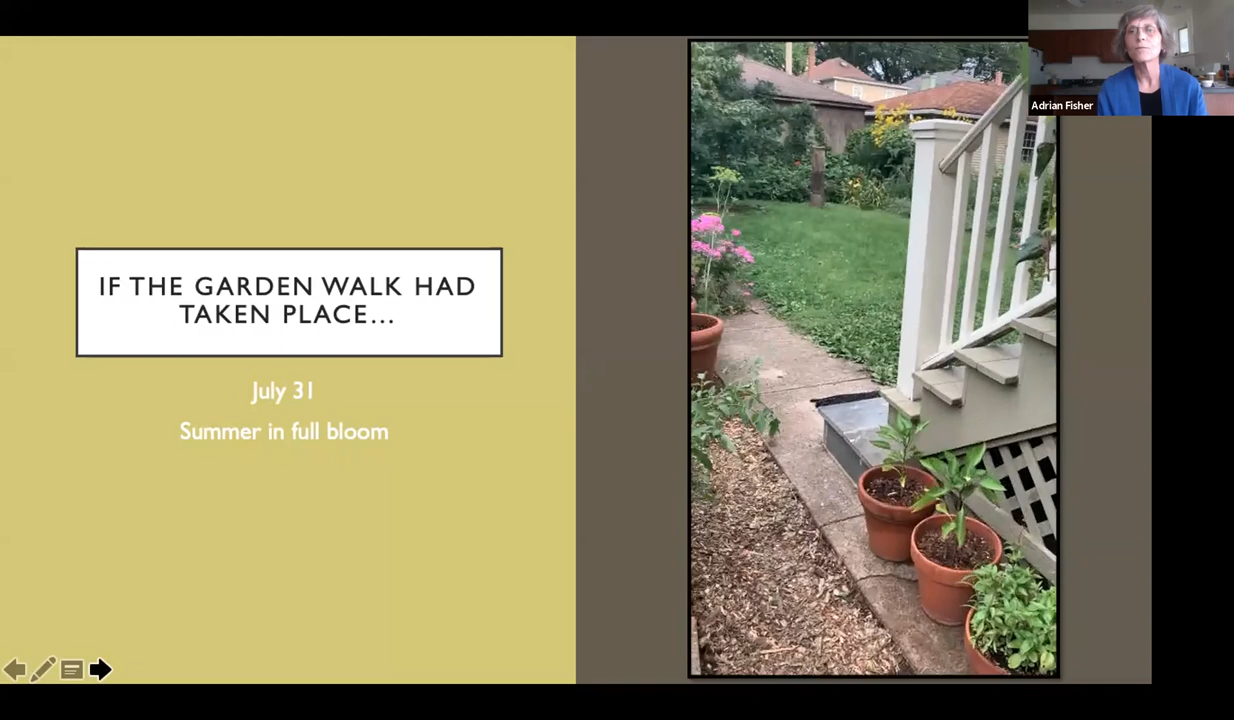 Adrian Fisher
IF THE GARDEN WALK HAD
TAKEN PLACE...
July 31
Summer in full bloom